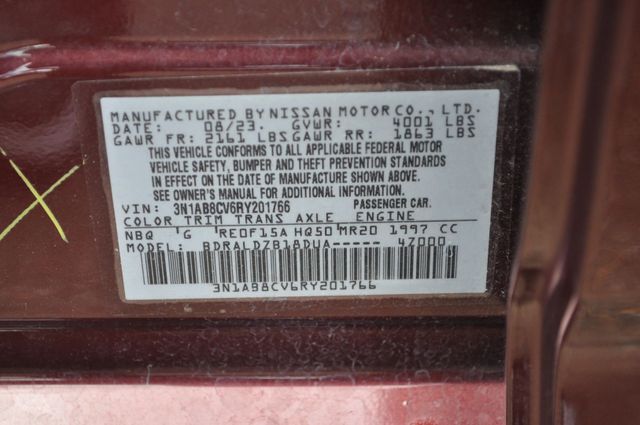 MANUFACTURED BY NISSAN MOTOR CO., LTD.
DATE: 08/23 GVWR: 4001 LBS
GAWR FR: 2161 LBS GAWR RR: 1863 LBS
THIS VEHICLE CONFORMS TO ALL APPLICABLE FEDERAL MOTOR
VEHICLE SAFETY, BUMPER AND THEFT PREVENTION STANDARDS
IN EFFECT ON THE DATE OF MANUFACTURE SHOWN ABOVE.
SEE OWNER'S MANUAL FOR ADDITIONAL INFORMATION.
VIN: 3N1AB8CV6RY201766 PASSENGER CAR.
COLOR TRIM TRANS AXLE ENGINE
NBQ 'G 'RE0F15A HQ50'MR20 1997 CC
MODEL: BDRALDZB18DUA----- 47000
3N1AB8CV6RY201766